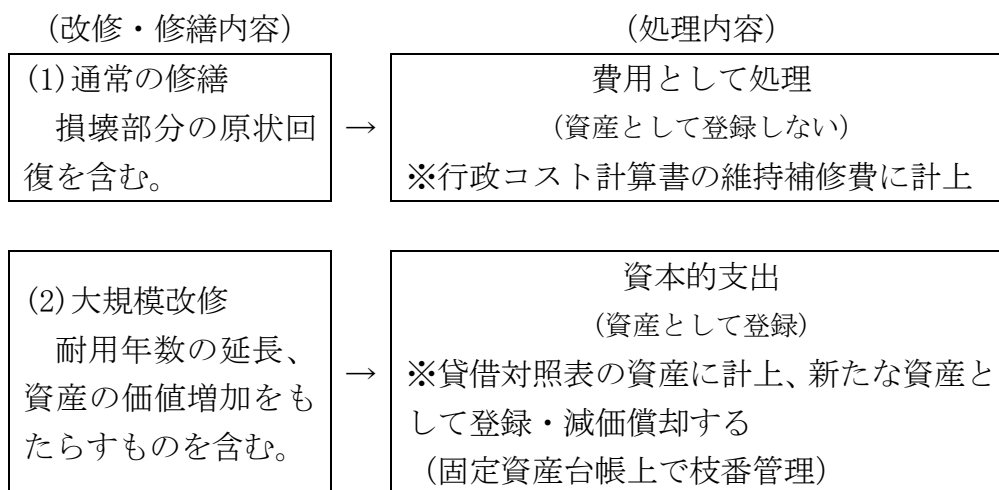 (改修・修繕内容)
(処理内容)
(1)通常の修繕
損壊部分の原状回
復を含む。
→
費用として処理
(資産として登録しない)
※行政コスト計算書の維持補修費に計上
(2)大規模改修
耐用年数の延長、
資産の価値増加をも
たらすものを含む。
→
資本的支出
(資産として登録)
※貸借対照表の資産に計上、新たな資産と
して登録・減価償却する
(固定資産台帳上で枝番管理)